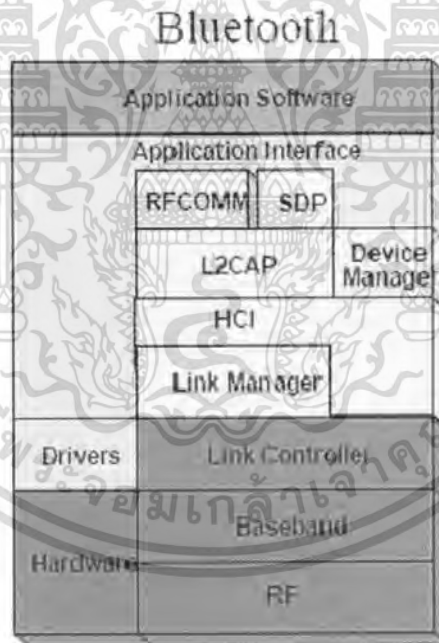 Bluetooth
Application Software
Application Interface
RFCOMM SDP
L2CAP Device Manage
HCI
Link Manager
Drivers Link Controller
Baseband
Hardware
RF